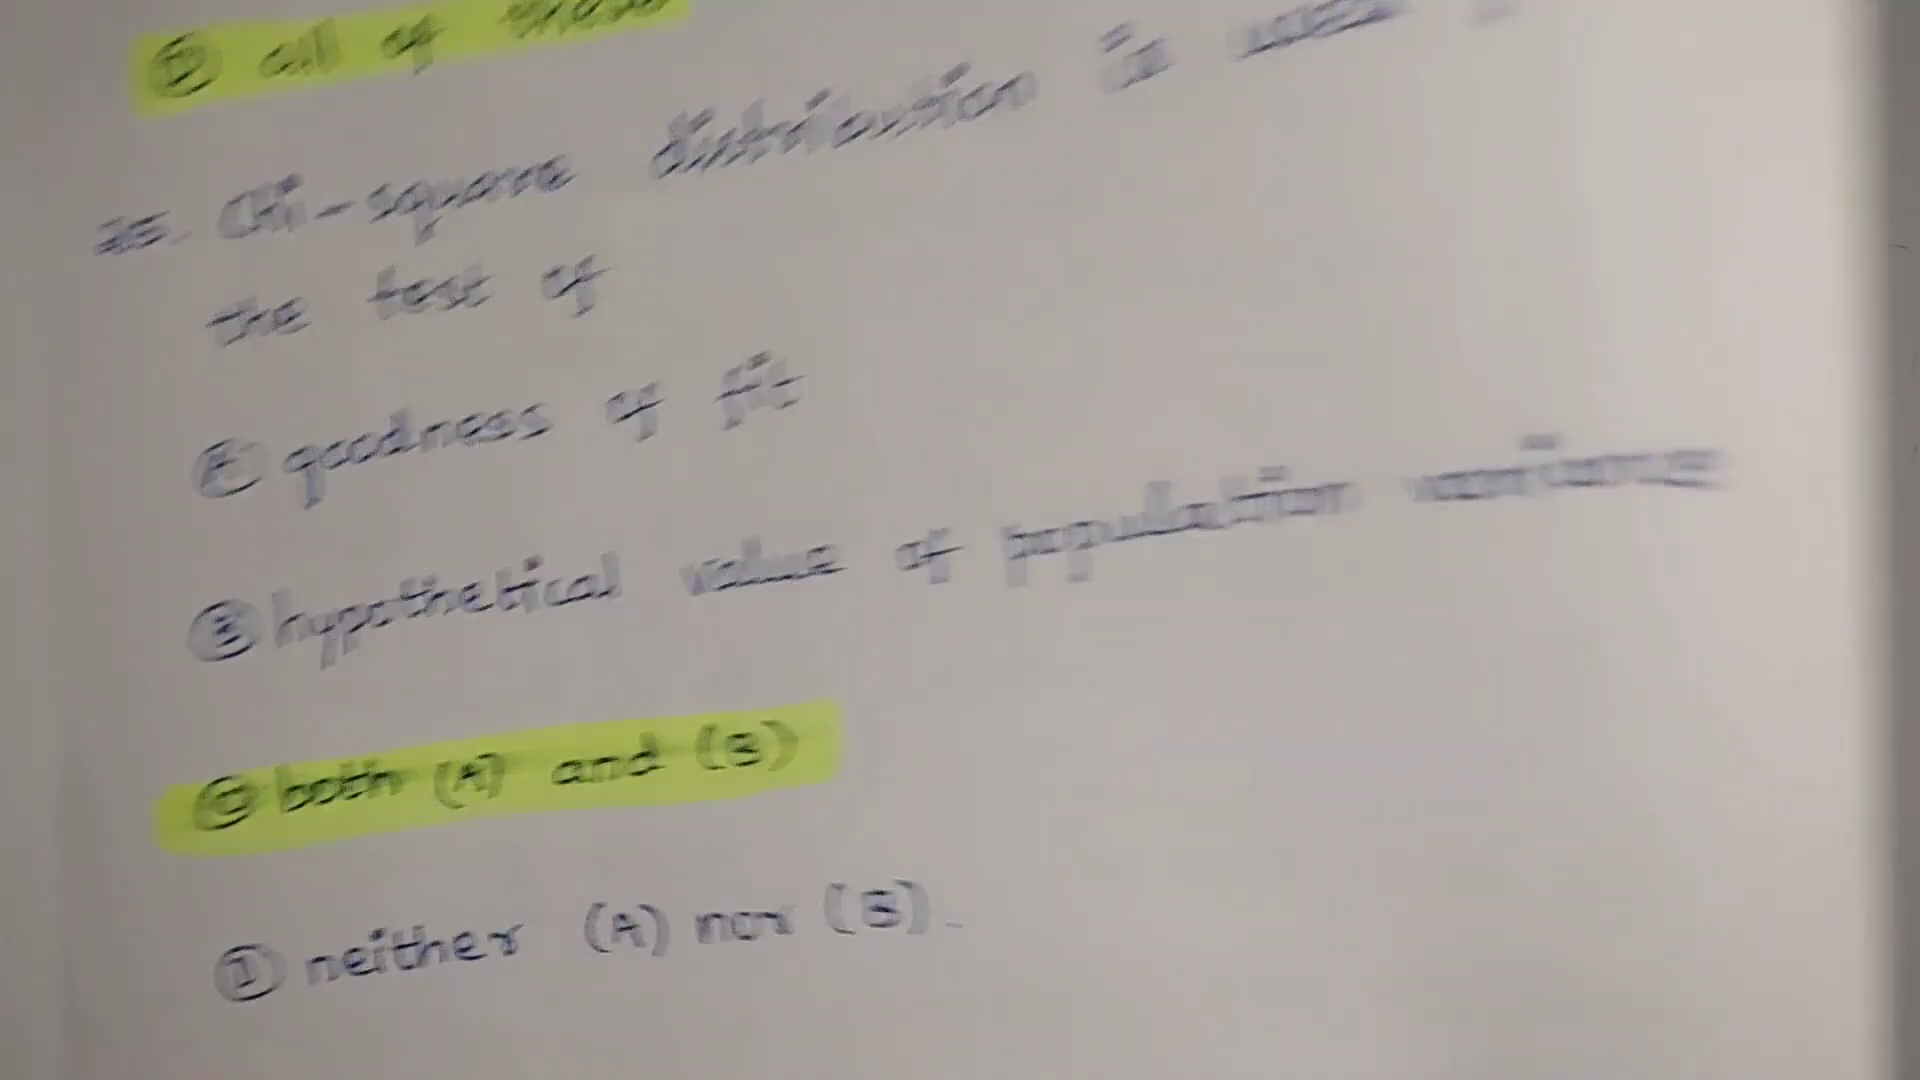 Ⓓ all of these
25. Chi-square distribution is used
the test of
Ⓐ goodness of fit
Ⓑ hypothetical value of population variance
Ⓒ both (A) and (B)
Ⓓ neither (A) nor (B).